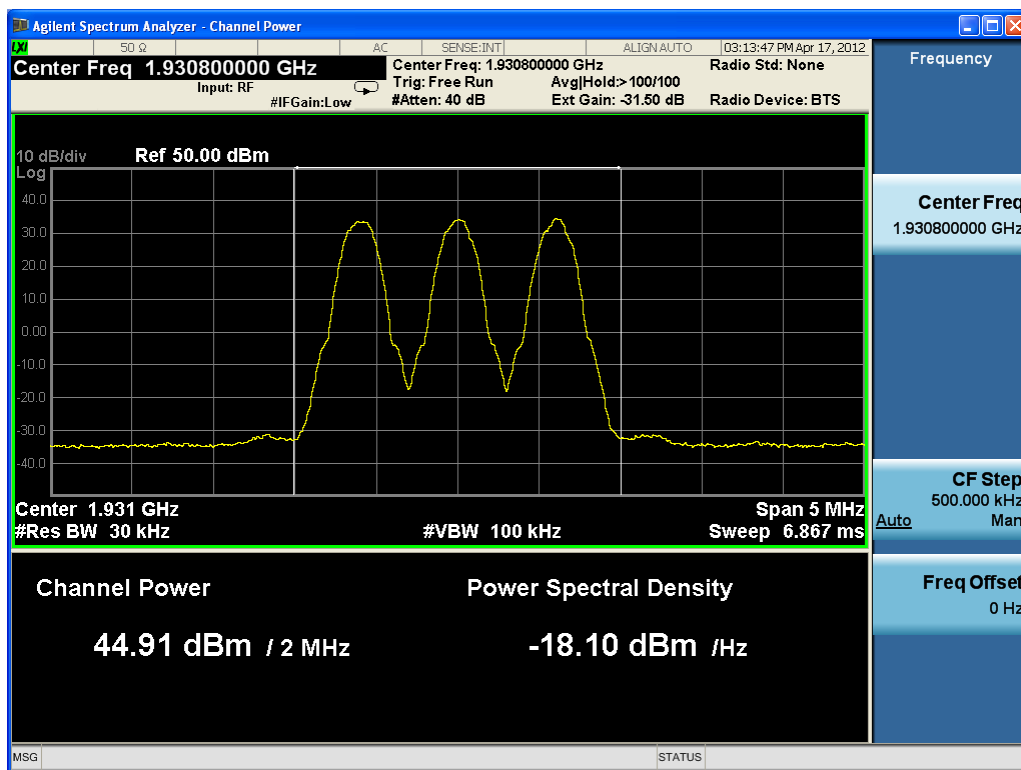 Agilent Spectrum Analyzer - Channel Power
LXI 50 Ω AC SENSE:INT ALIGN AUTO 03:13:47 PM Apr 17, 2012
Center Freq 1.930800000 GHz
Input: RF
#IFGain:Low
Center Freq: 1.930800000 GHz
Trig: Free Run Avg|Hold:>100/100
#Atten: 40 dB Ext Gain: -31.50 dB
Radio Std: None
Radio Device: BTS
10 dB/div Ref 50.00 dBm
Log
40.0
30.0
20.0
10.0
0.00
-10.0
-20.0
-30.0
-40.0
Center 1.931 GHz Span 5 MHz
#Res BW 30 kHz #VBW 100 kHz Sweep 6.867 ms
Channel Power
44.91 dBm / 2 MHz
Power Spectral Density
-18.10 dBm /Hz
Frequency
Center Freq
1.930800000 GHz
CF Step
500.000 kHz
Auto Man
Freq Offset
0 Hz
MSG STATUS